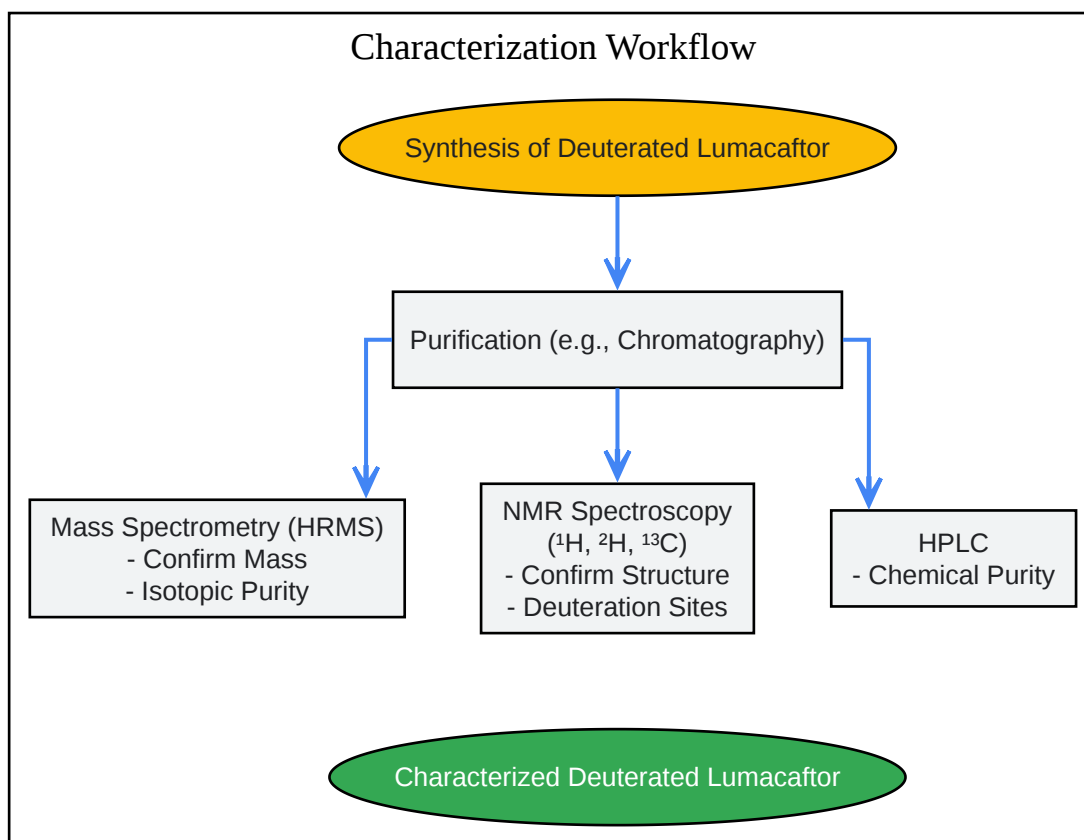 Characterization Workflow
Synthesis of Deuterated Lumacaftor
Purification (e.g., Chromatography)
Mass Spectrometry (HRMS)
- Confirm Mass
- Isotopic Purity
NMR Spectroscopy
(¹H, ²H, ¹³C)
- Confirm Structure
- Deuteration Sites
HPLC
- Chemical Purity
Characterized Deuterated Lumacaftor